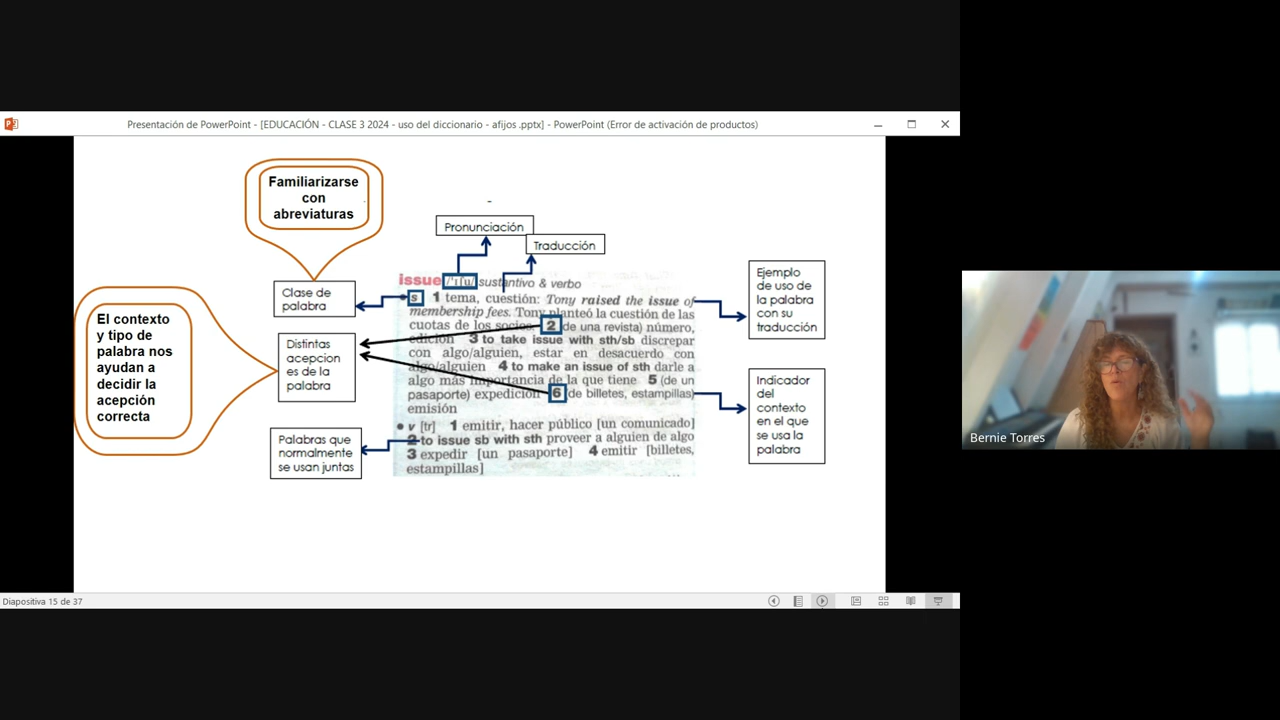 Presentación de PowerPoint - [EDUCACIÓN - CLASE 3 2024 - uso del diccionario - afijos .pptx] - PowerPoint (Error de activación de productos)
Familiarizarse
con
abreviaturas
Pronunciación
Traducción
Clase de
palabra
El contexto
y tipo de
palabra nos
ayudan a
decidir la
acepción
correcta
Distintas
acepcion
es de la
palabra
Palabras que
normalmente
se usan juntas
issue /ˈɪʃu/ sustantivo & verbo
● s 1 tema, cuestión: Tony raised the issue of
membership fees. Tony planteó la cuestión de las
cuotas de los socios. 2 (de una revista) número,
edición 3 to take issue with sth/sb discrepar
con algo/alguien, estar en desacuerdo con
algo/alguien 4 to make an issue of sth darle a
algo más importancia de la que tiene 5 (de un
pasaporte) expedición 6 (de billetes, estampillas)
emisión
● v [tr] 1 emitir, hacer público [un comunicado]
2 to issue sb with sth proveer a alguien de algo
3 expedir [un pasaporte] 4 emitir [billetes,
estampillas]
Ejemplo
de uso de
la palabra
con su
traducción
Indicador
del
contexto
en el que
se usa la
palabra
Diapositiva 15 de 37
Bernie Torres